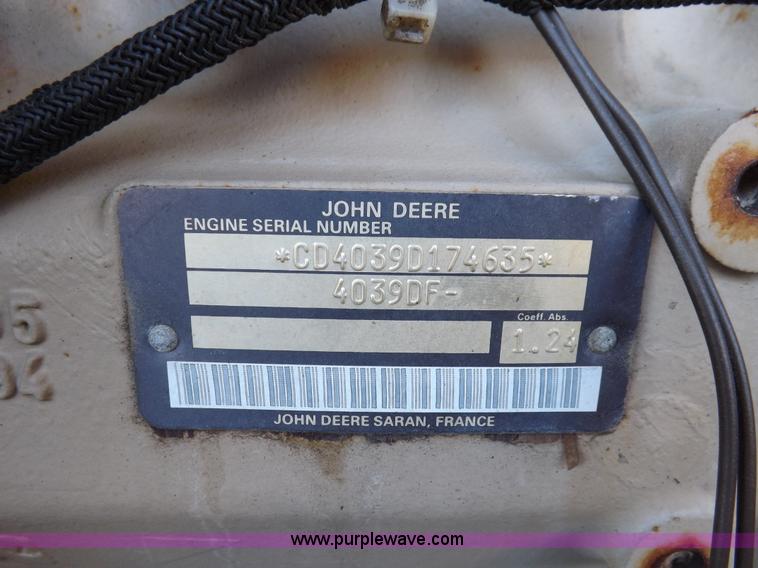 JOHN DEERE
ENGINE SERIAL NUMBER
*CD4039D174635*
4039DF-
Coeff. Abs.
1.24
JOHN DEERE SARAN, FRANCE
www.purplewave.com